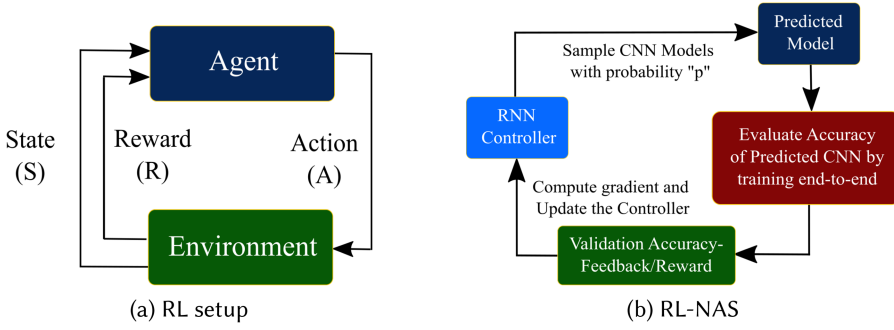 Agent
State
(S)
Reward
(R)
Action
(A)
Environment
(a) RL setup
Sample CNN Models
with probability "p"
Predicted
Model
RNN
Controller
Evaluate Accuracy
of Predicted CNN by
training end-to-end
Compute gradient and
Update the Controller
Validation Accuracy-
Feedback/Reward
(b) RL-NAS